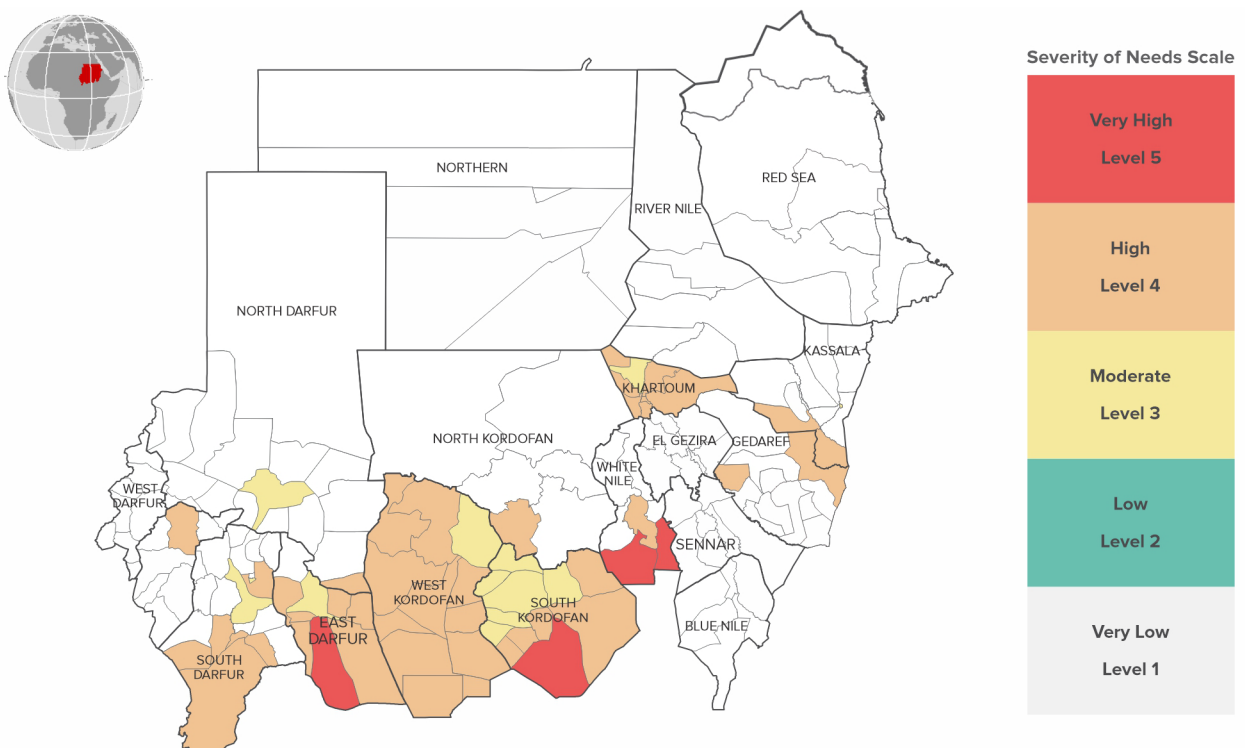 Severity of Needs Scale
Very High
Level 5
High
Level 4
Moderate
Level 3
Low
Level 2
Very Low
Level 1
NORTHERN
RED SEA
RIVER NILE
NORTH DARFUR
KASSALA
KHARTOUM
NORTH KORDOFAN
EL GEZIRA
GEDAREF
WHITE
NILE
WEST
DARFUR
SENNAR
WEST
KORDOFAN
SOUTH
KORDOFAN
EAST
DARFUR
BLUE NILE
SOUTH
DARFUR